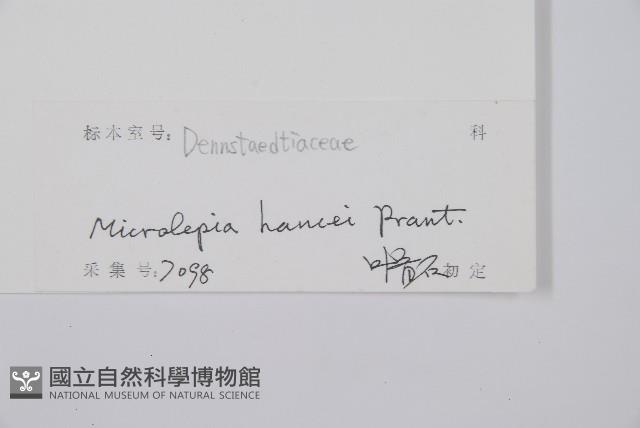 标本室号: Dennstaedtiaceae 科
Microlepia hancei Prant.
采集号: 7098 初定
國立自然科學博物館
NATIONAL MUSEUM OF NATURAL SCIENCE